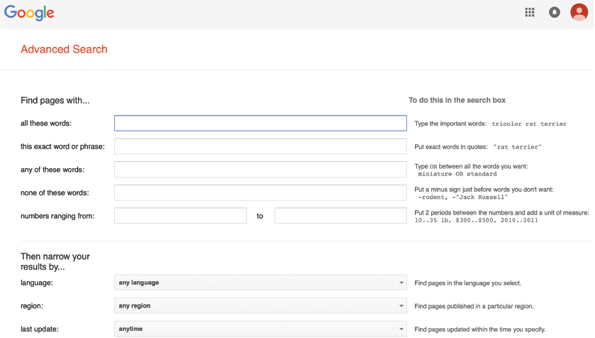 Google
Advanced Search
Find pages with...
To do this in the search box
all these words:
Type the important words: tricolor rat terrier
this exact word or phrase:
Put exact words in quotes: "rat terrier"
any of these words:
Type OR between all the words you want:
miniature OR standard
none of these words:
Put a minus sign just before words you don't want:
-rodent, -"Jack Russell"
numbers ranging from:
to
Put 2 periods between the numbers and add a unit of measure:
10..35 lb, $300..$500, 2010..2011
Then narrow your
results by...
language:
any language
Find pages in the language you select.
region:
any region
Find pages published in a particular region.
last update:
anytime
Find pages updated within the time you specify.